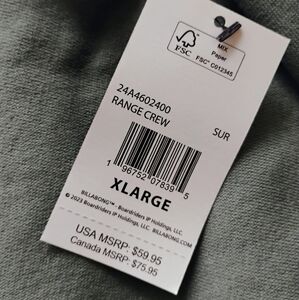 FSC
MIX
Paper
FSC® C012345
24A4602400
RANGE CREW
SUR
1 96752 07839 5
XLARGE
BILLABONG™ - Boardriders IP Holdings, LLC
© 2023 Boardriders IP Holdings, LLC. BILLABONG.COM
USA MSRP: $59.95
Canada MSRP: $75.95